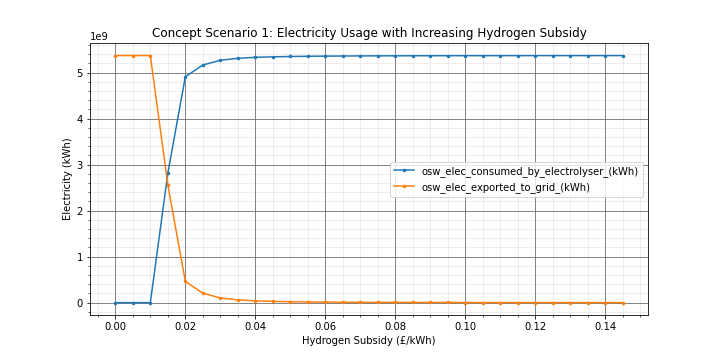 Concept Scenario 1: Electricity Usage with Increasing Hydrogen Subsidy
1e9
5
4
3
2
1
0
Electricity (kWh)
osw_elec_consumed_by_electrolyser_(kWh)
osw_elec_exported_to_grid_(kWh)
0.00 0.02 0.04 0.06 0.08 0.10 0.12 0.14
Hydrogen Subsidy (£/kWh)